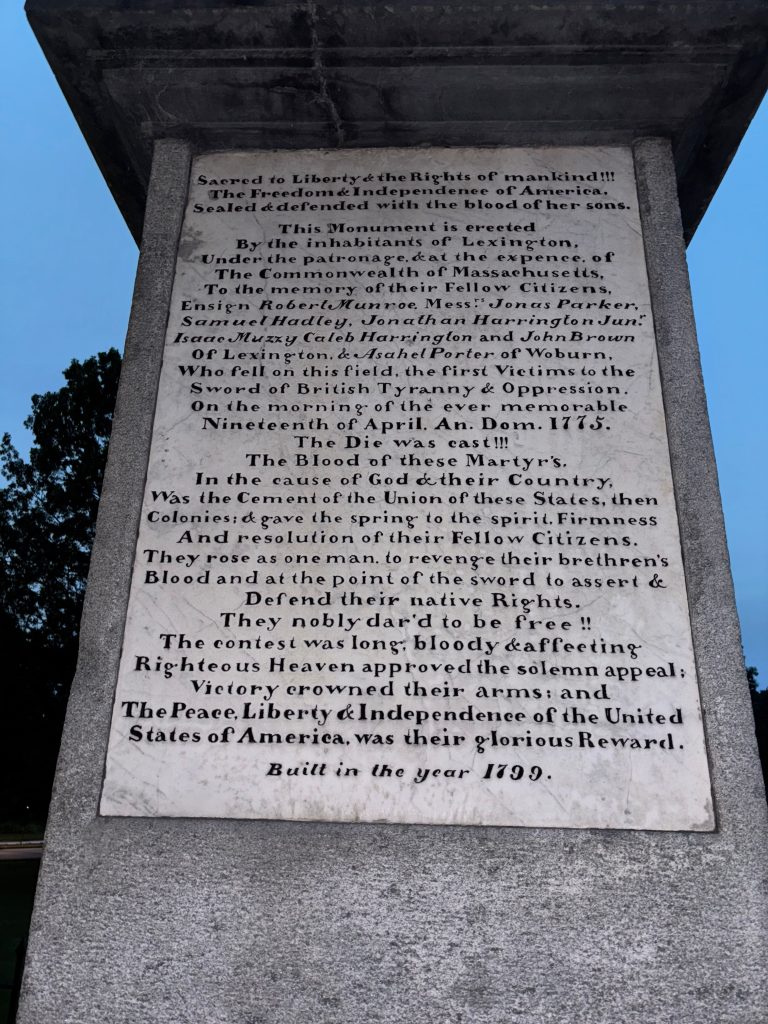 Sacred to Liberty & the Rights of mankind!!!
The Freedom & Independence of America,
Sealed & defended with the blood of her sons.
This Monument is erected
By the inhabitants of Lexington,
Under the patronage, & at the expence, of
The Commonwealth of Massachusetts,
To the memory of their Fellow Citizens,
Ensign Robert Munroe, Mess.rs Jonas Parker,
Samuel Hadley, Jonathan Harrington Jun.r
Isaac Muzzy Caleb Harrington and John Brown
Of Lexington, & Asahel Porter of Woburn,
Who fell on this field, the first Victims to the
Sword of British Tyranny & Oppression,
On the morning of the ever memorable
Nineteenth of April, An. Dom. 1775.
The Die was cast!!!
The Blood of these Martyr's,
In the cause of God & their Country,
Was the Cement of the Union of these States, then
Colonies; & gave the spring to the spirit, Firmness
And resolution of their Fellow Citizens.
They rose as one man, to revenge their brethren's
Blood and at the point of the sword to assert &
Defend their native Rights.
They nobly dar'd to be free!!
The contest was long, bloody & affecting
Righteous Heaven approved the solemn appeal;
Victory crowned their arms; and
The Peace, Liberty & Independence of the United
States of America, was their glorious Reward.
Built in the year 1799.